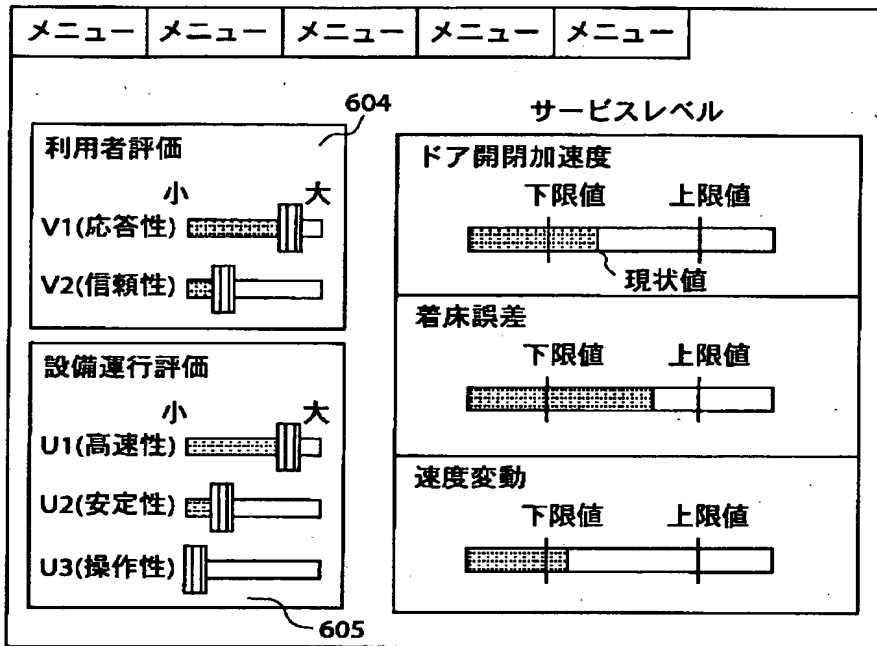 メニュー メニュー メニュー メニュー メニュー
604
利用者評価
小 大
V1(応答性)
V2(信頼性)
設備運行評価
小 大
U1(高速性)
U2(安定性)
U3(操作性)
605
サービスレベル
ドア開閉加速度
下限値 上限値
現状値
着床誤差
下限値 上限値
速度変動
下限値 上限値